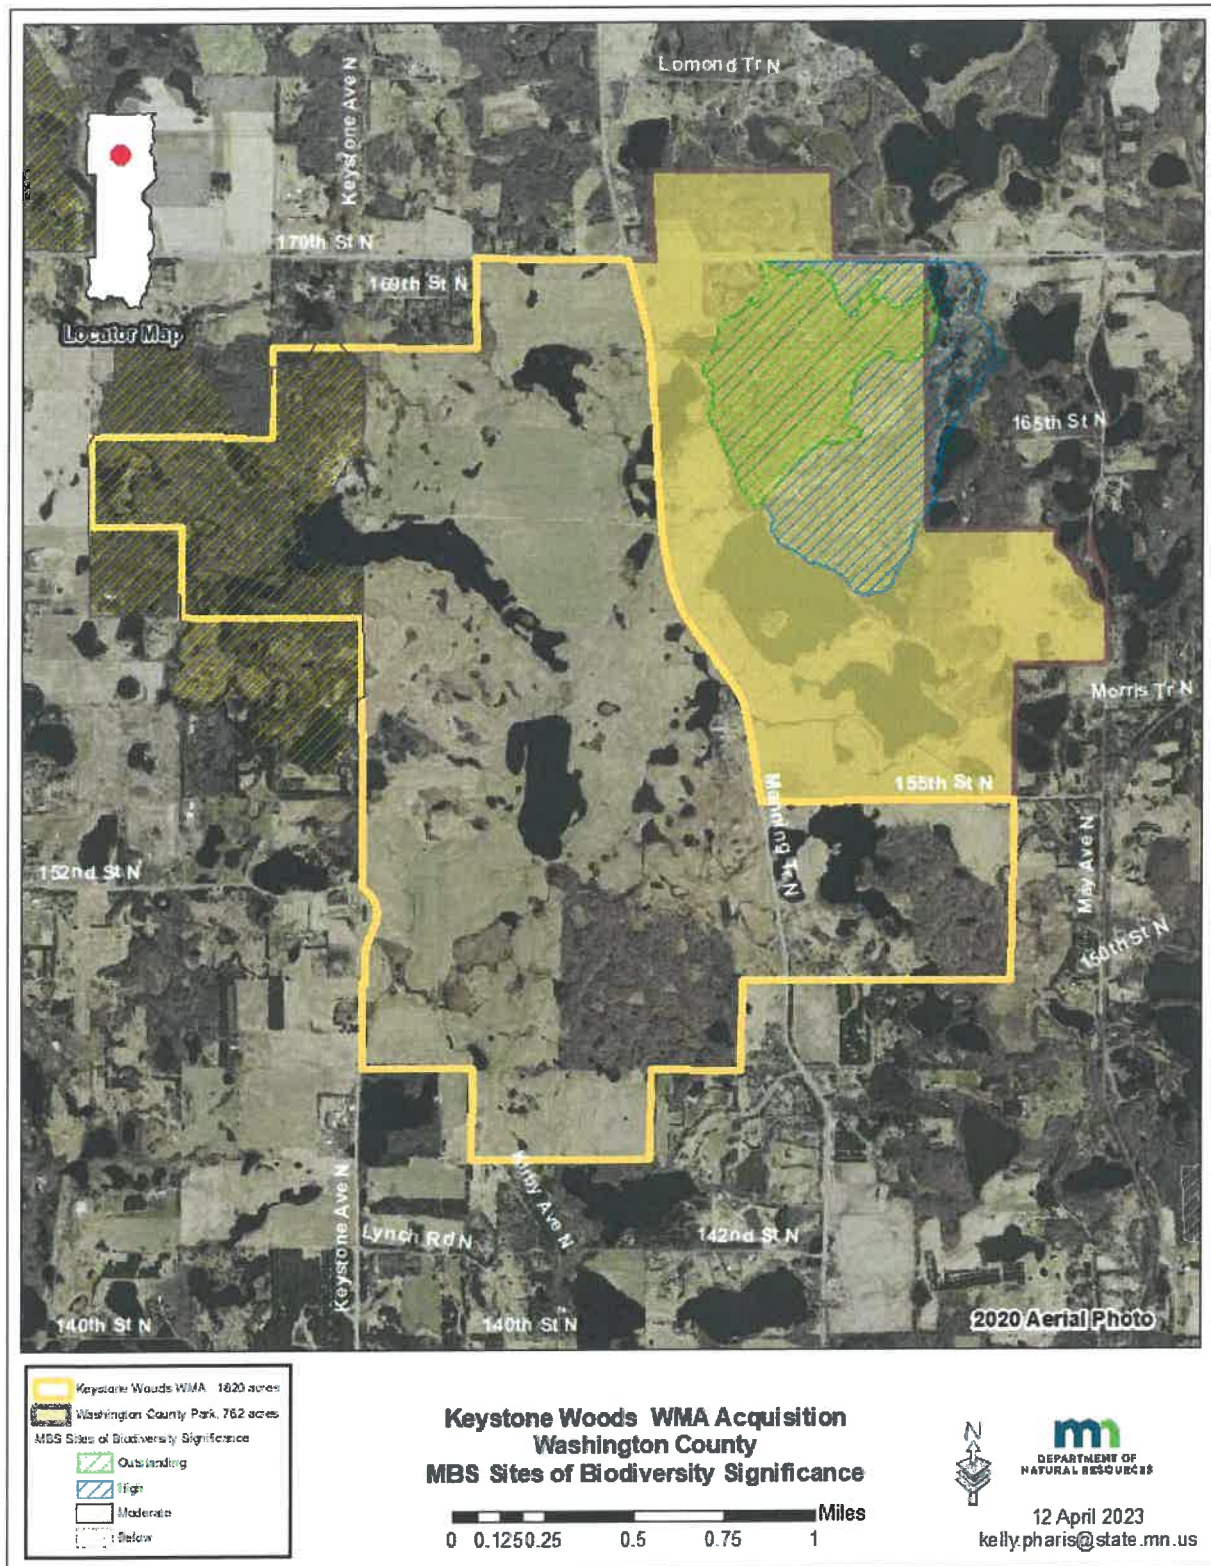 Lomond Tr N
Keystone Ave N
170th St N
169th St N
Locator Map
165th St N
Morris Tr N
155th St N
Manning Tr N
152nd St N
May Ave N
150th St N
Keystone Ave N
Lynch Rd N
Kirby Ave N
142nd St N
140th St N
140th St N
2020 Aerial Photo
Keystone Woods WMA 1820 acres
Washington County Park, 762 acres
MBS Sites of Biodiversity Significance
Outstanding
High
Moderate
Below
Keystone Woods WMA Acquisition
Washington County
MBS Sites of Biodiversity Significance
Miles
0 0.125 0.25 0.5 0.75 1
N
mn
DEPARTMENT OF
NATURAL RESOURCES
12 April 2023
kelly.pharis@state.mn.us